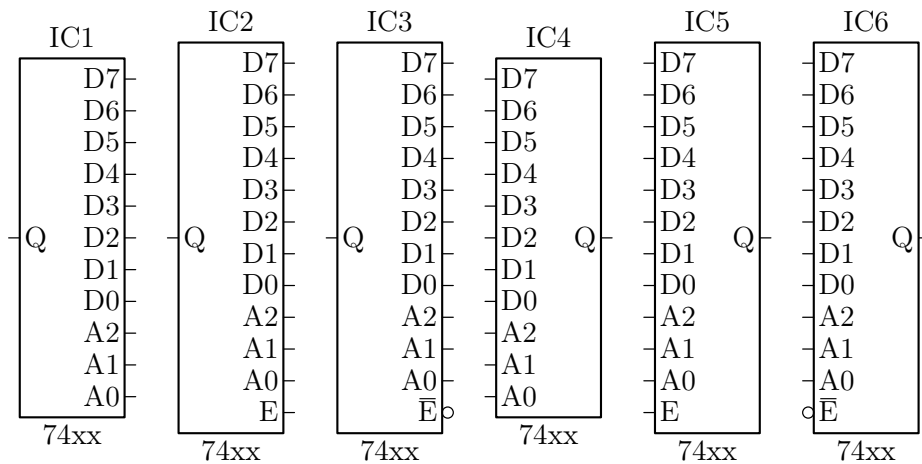 IC1 IC2 IC3 IC4 IC5 IC6
D7 D7 D7 D7 D7 D7
D6 D6 D6 D6 D6 D6
D5 D5 D5 D5 D5 D5
D4 D4 D4 D4 D4 D4
D3 D3 D3 D3 D3 D3
Q D2 Q D2 Q D2 D2 Q D2 Q D2 Q
D1 D1 D1 D1 D1 D1
D0 D0 D0 D0 D0 D0
A2 A2 A2 A2 A2 A2
A1 A1 A1 A1 A1 A1
A0 A0 A0 A0 A0 A0
E E̅ E E̅
74xx 74xx 74xx 74xx 74xx 74xx